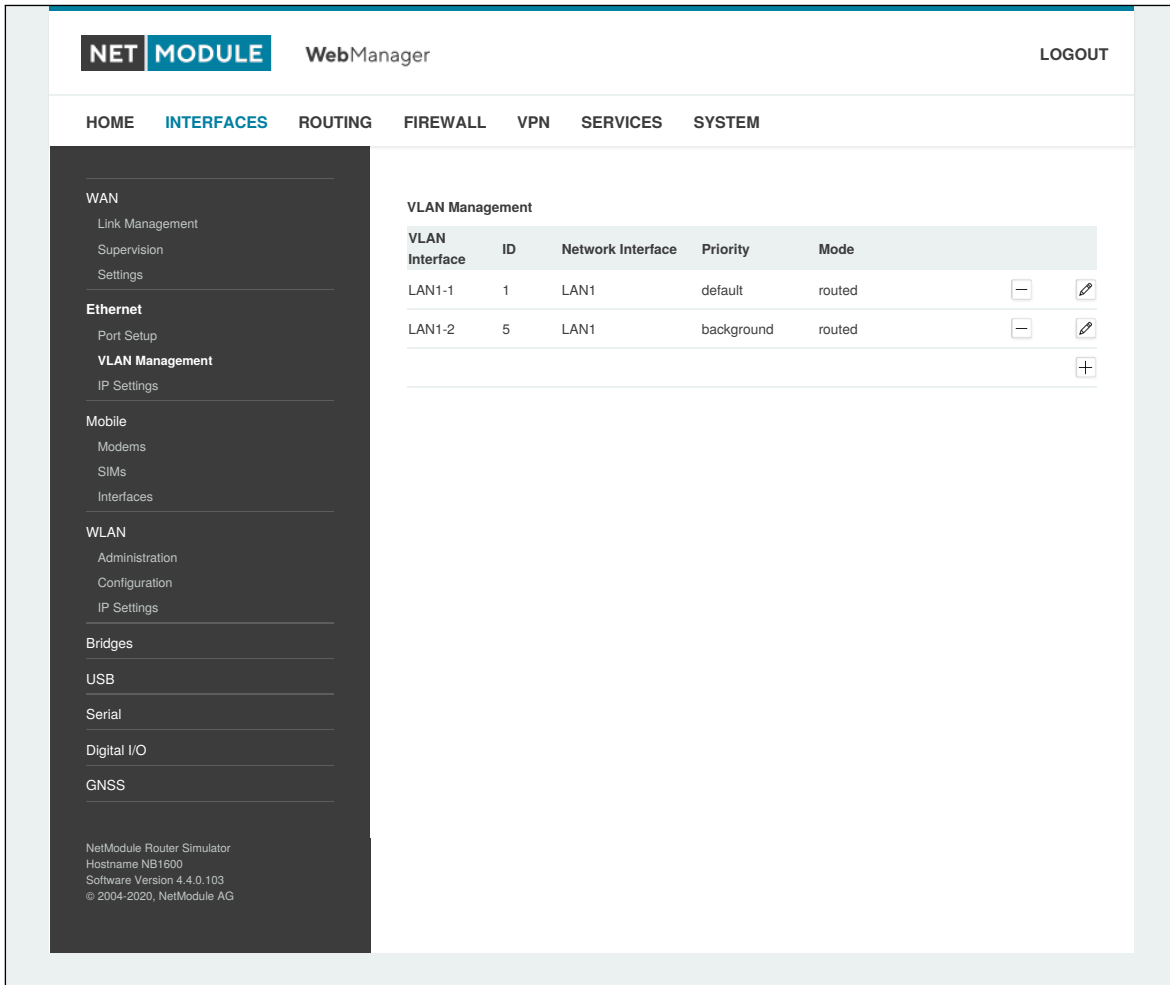 NET MODULE WebManager LOGOUT
HOME INTERFACES ROUTING FIREWALL VPN SERVICES SYSTEM
WAN
Link Management
Supervision
Settings
Ethernet
Port Setup
VLAN Management
IP Settings
Mobile
Modems
SIMs
Interfaces
WLAN
Administration
Configuration
IP Settings
Bridges
USB
Serial
Digital I/O
GNSS
NetModule Router Simulator
Hostname NB1600
Software Version 4.4.0.103
© 2004-2020, NetModule AG
VLAN Management
VLAN Interface ID Network Interface Priority Mode
LAN1-1 1 LAN1 default routed
LAN1-2 5 LAN1 background routed